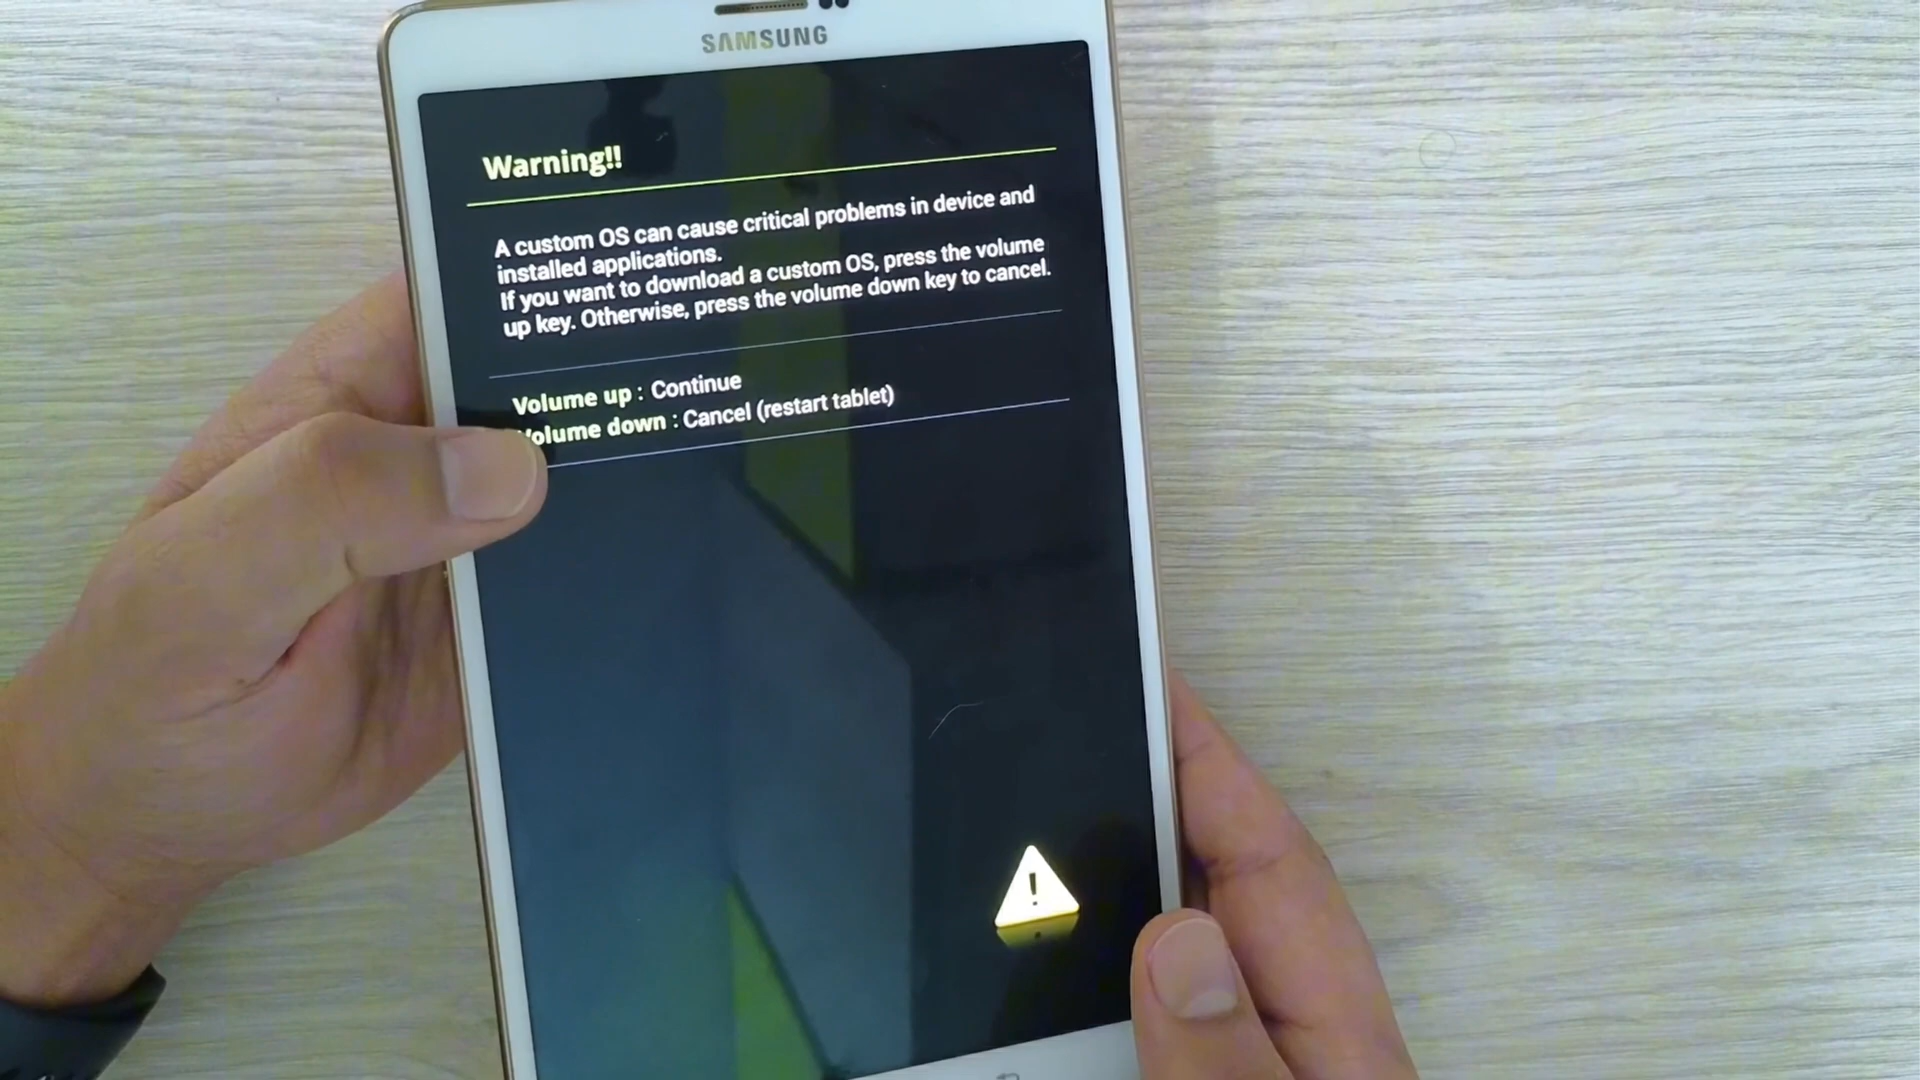 SAMSUNG
Warning!!
A custom OS can cause critical problems in device and
installed applications.
If you want to download a custom OS, press the volume
up key. Otherwise, press the volume down key to cancel.
Volume up : Continue
Volume down : Cancel (restart tablet)
!